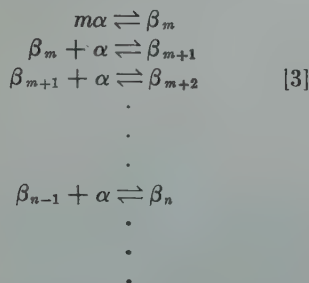 mα ⇌ β_m
β_m + α ⇌ β_{m+1}
β_{m+1} + α ⇌ β_{m+2} [3]
.
.
.
β_{n−1} + α ⇌ β_n
.
.
.